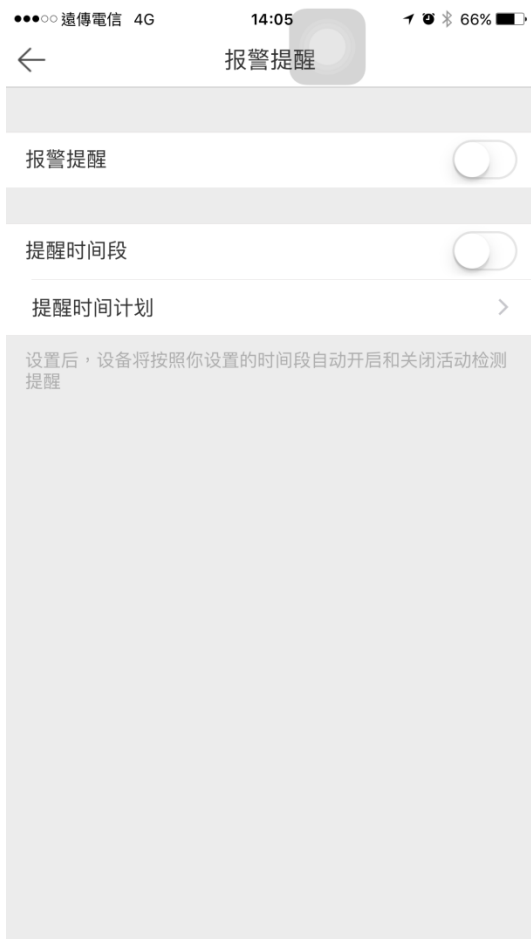 ●●●○○ 遠傳電信 4G 14:05 66%
报警提醒
报警提醒
提醒时间段
提醒时间计划
设置后，设备将按照你设置的时间段自动开启和关闭活动检测
提醒